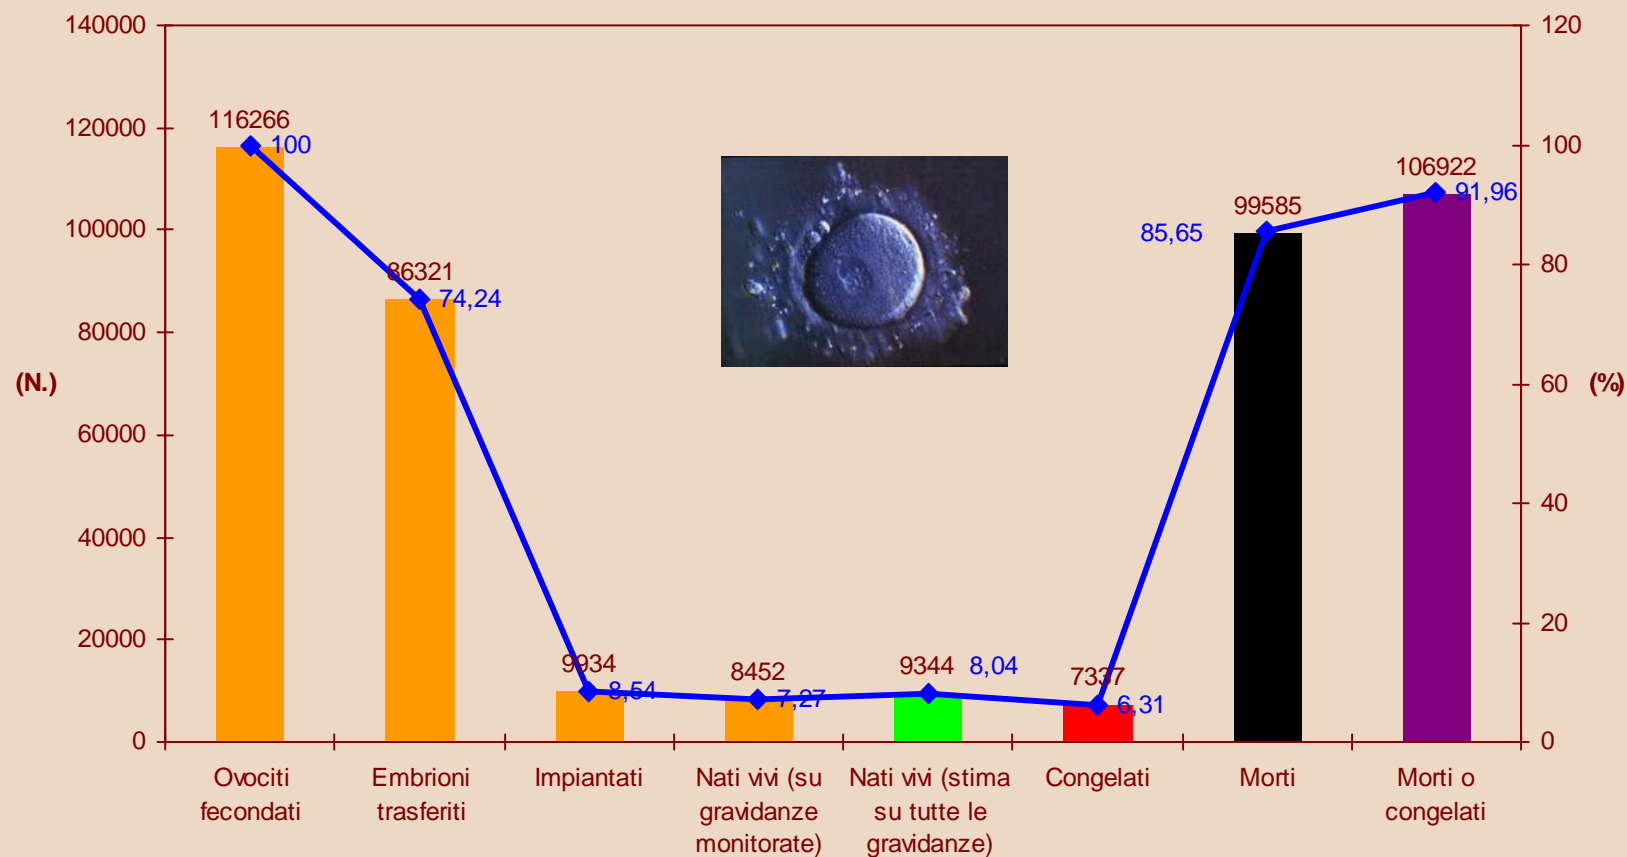 140000
120000
100000
80000
60000
40000
20000
0
(N.)
120
100
80
60
40
20
0
(%)
116266
100
86321
74,24
9934
8,54
8452
7,27
9344
8,04
7337
6,31
99585
85,65
106922
91,96
Ovociti
fecondati
Embrioni
trasferiti
Impiantati
Nati vivi (su
gravidanze
monitorate)
Nati vivi (stima
su tutte le
gravidanze)
Congelati
Morti
Morti o
congelati